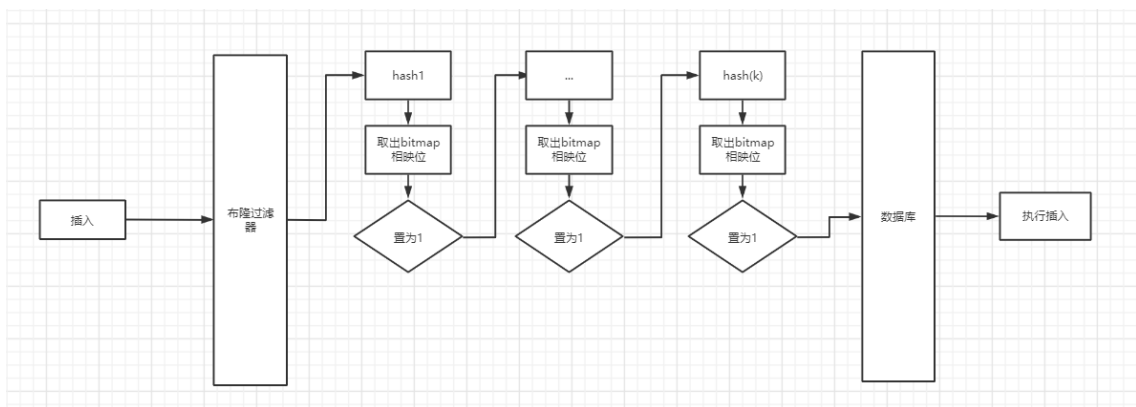 插入
布隆过滤
器
hash1
取出bitmap
相映位
置为1
...
取出bitmap
相映位
置为1
hash(k)
取出bitmap
相映位
置为1
数据库
执行插入